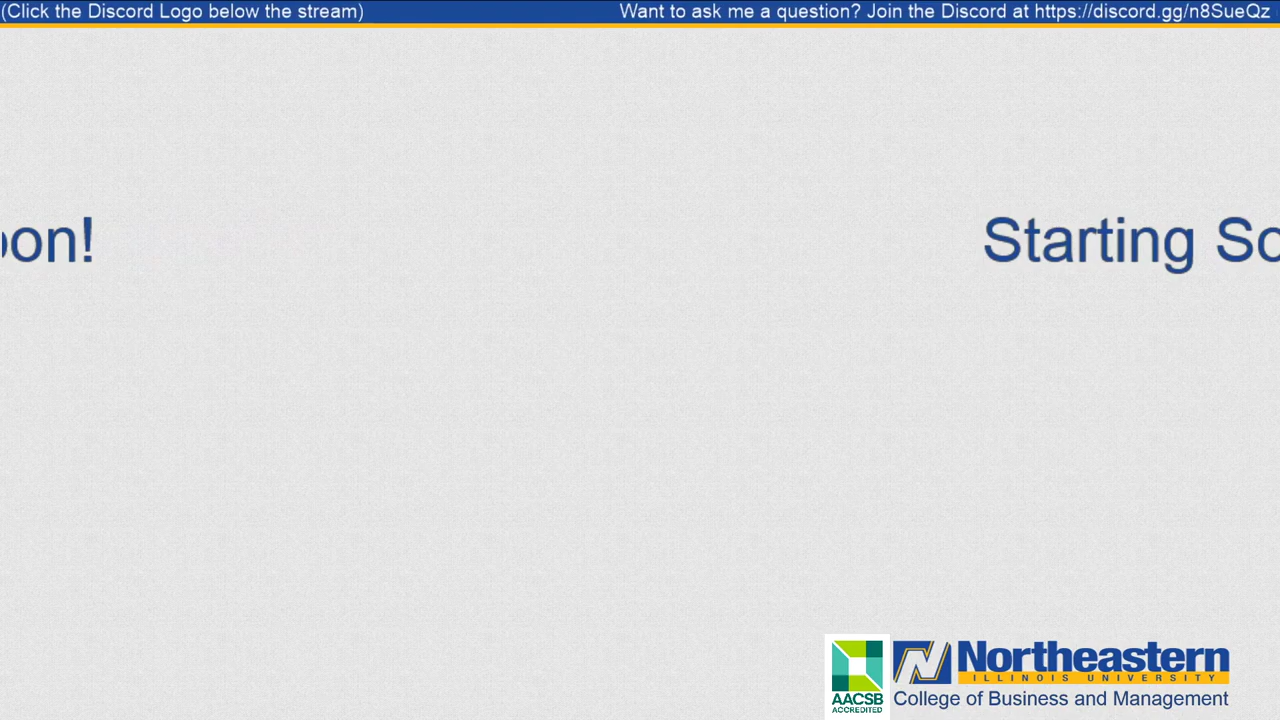 (Click the Discord Logo below the stream) Want to ask me a question? Join the Discord at https://discord.gg/n8SueQz
oon! Starting So
AACSB
ACCREDITED
Northeastern
ILLINOIS UNIVERSITY
College of Business and Management